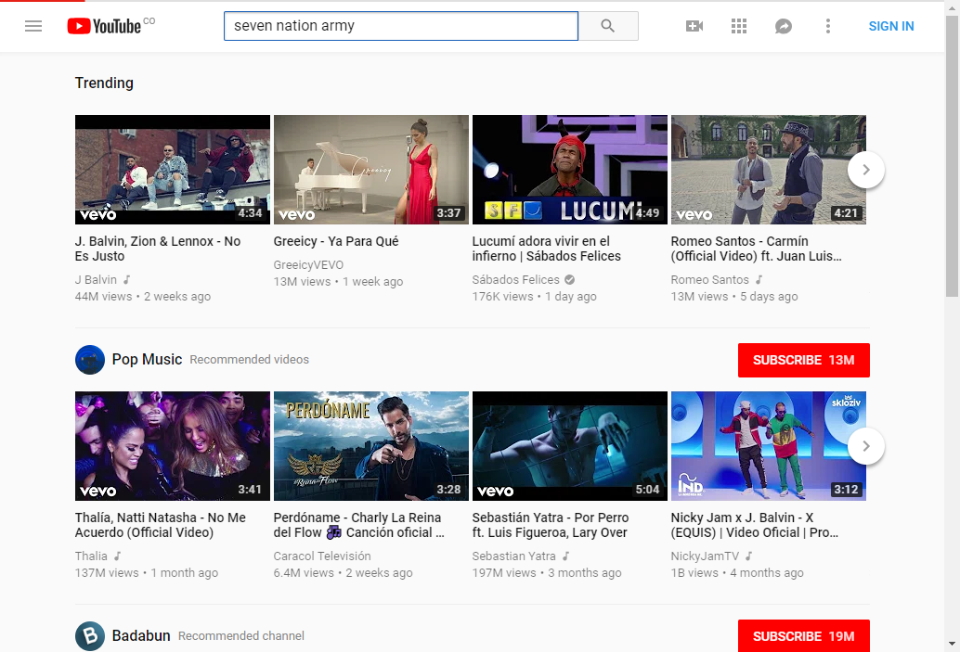 YouTube CO
seven nation army
SIGN IN
Trending
vevo 4:34
vevo 3:37
SFO LUCUMI 4:49
vevo 4:21
J. Balvin, Zion & Lennox - No
Es Justo
J Balvin
44M views • 2 weeks ago
Greeicy - Ya Para Qué
GreeicyVEVO
13M views • 1 week ago
Lucumí adora vivir en el
infierno | Sábados Felices
Sábados Felices
176K views • 1 day ago
Romeo Santos - Carmín
(Official Video) ft. Juan Luis...
Romeo Santos
13M views • 5 days ago
Pop Music Recommended videos
SUBSCRIBE 13M
vevo 3:41
PERDÓNAME
LA REINA del FLOW
3:28
vevo 5:04
skloziv
IND
3:12
Thalía, Natti Natasha - No Me
Acuerdo (Official Video)
Thalia
137M views • 1 month ago
Perdóname - Charly La Reina
del Flow 🎶 Canción oficial ...
Caracol Televisión
6.4M views • 2 weeks ago
Sebastián Yatra - Por Perro
ft. Luis Figueroa, Lary Over
Sebastian Yatra
197M views • 3 months ago
Nicky Jam x J. Balvin - X
(EQUIS) | Video Oficial | Pro...
NickyJamTV
1B views • 4 months ago
B Badabun Recommended channel
SUBSCRIBE 19M